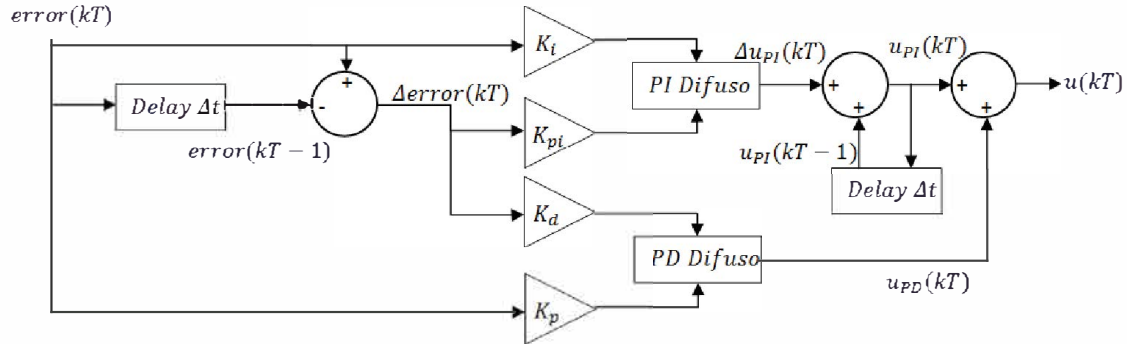 error(kT)
K_i
Δu_PI(kT)
u_PI(kT)
+
PI Difuso
+
+
u(kT)
Delay Δt
-
Δerror(kT)
+
+
error(kT − 1)
K_pi
u_PI(kT − 1)
Delay Δt
K_d
PD Difuso
u_PD(kT)
K_p